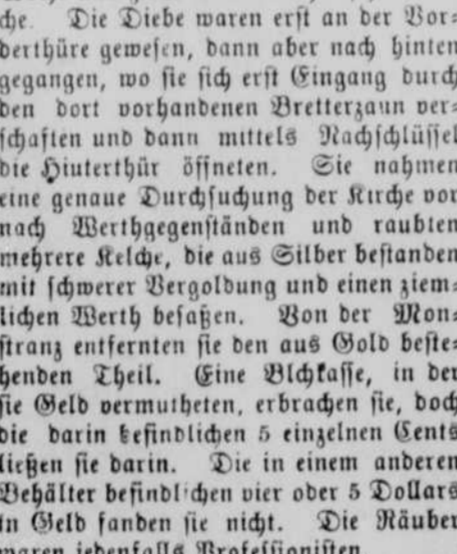 che. Die Diebe waren erſt an der Vor⸗
derthüre geweſen, dann aber nach hinten
gegangen, wo ſie ſich erſt Eingang durch
den dort vorhandenen Bretterzaun ver⸗
ſchaften und dann mittels Nachſchlüſſel
die Hiuterthür öffneten. Sie nahmen
eine genaue Durchſuchung der Kirche vor
nach Werthgegenſtänden und raubten
mehrere Kelche, die aus Silber beſtanden
mit ſchwerer Vergoldung und einen ziem⸗
lichen Werth beſaßen. Von der Mon⸗
ſtranz entfernten ſie den aus Gold beſte⸗
henden Theil. Eine Blchkaſſe, in der
ſie Geld vermutheten, erbrachen ſie, doch
die darin befindlichen 5 einzelnen Cents
ließen ſie darin. Die in einem anderen
Behälter befindlichen vier oder 5 Dollars
in Geld fanden ſie nicht. Die Räuber
waren jedenfalls Profeſſioniſten